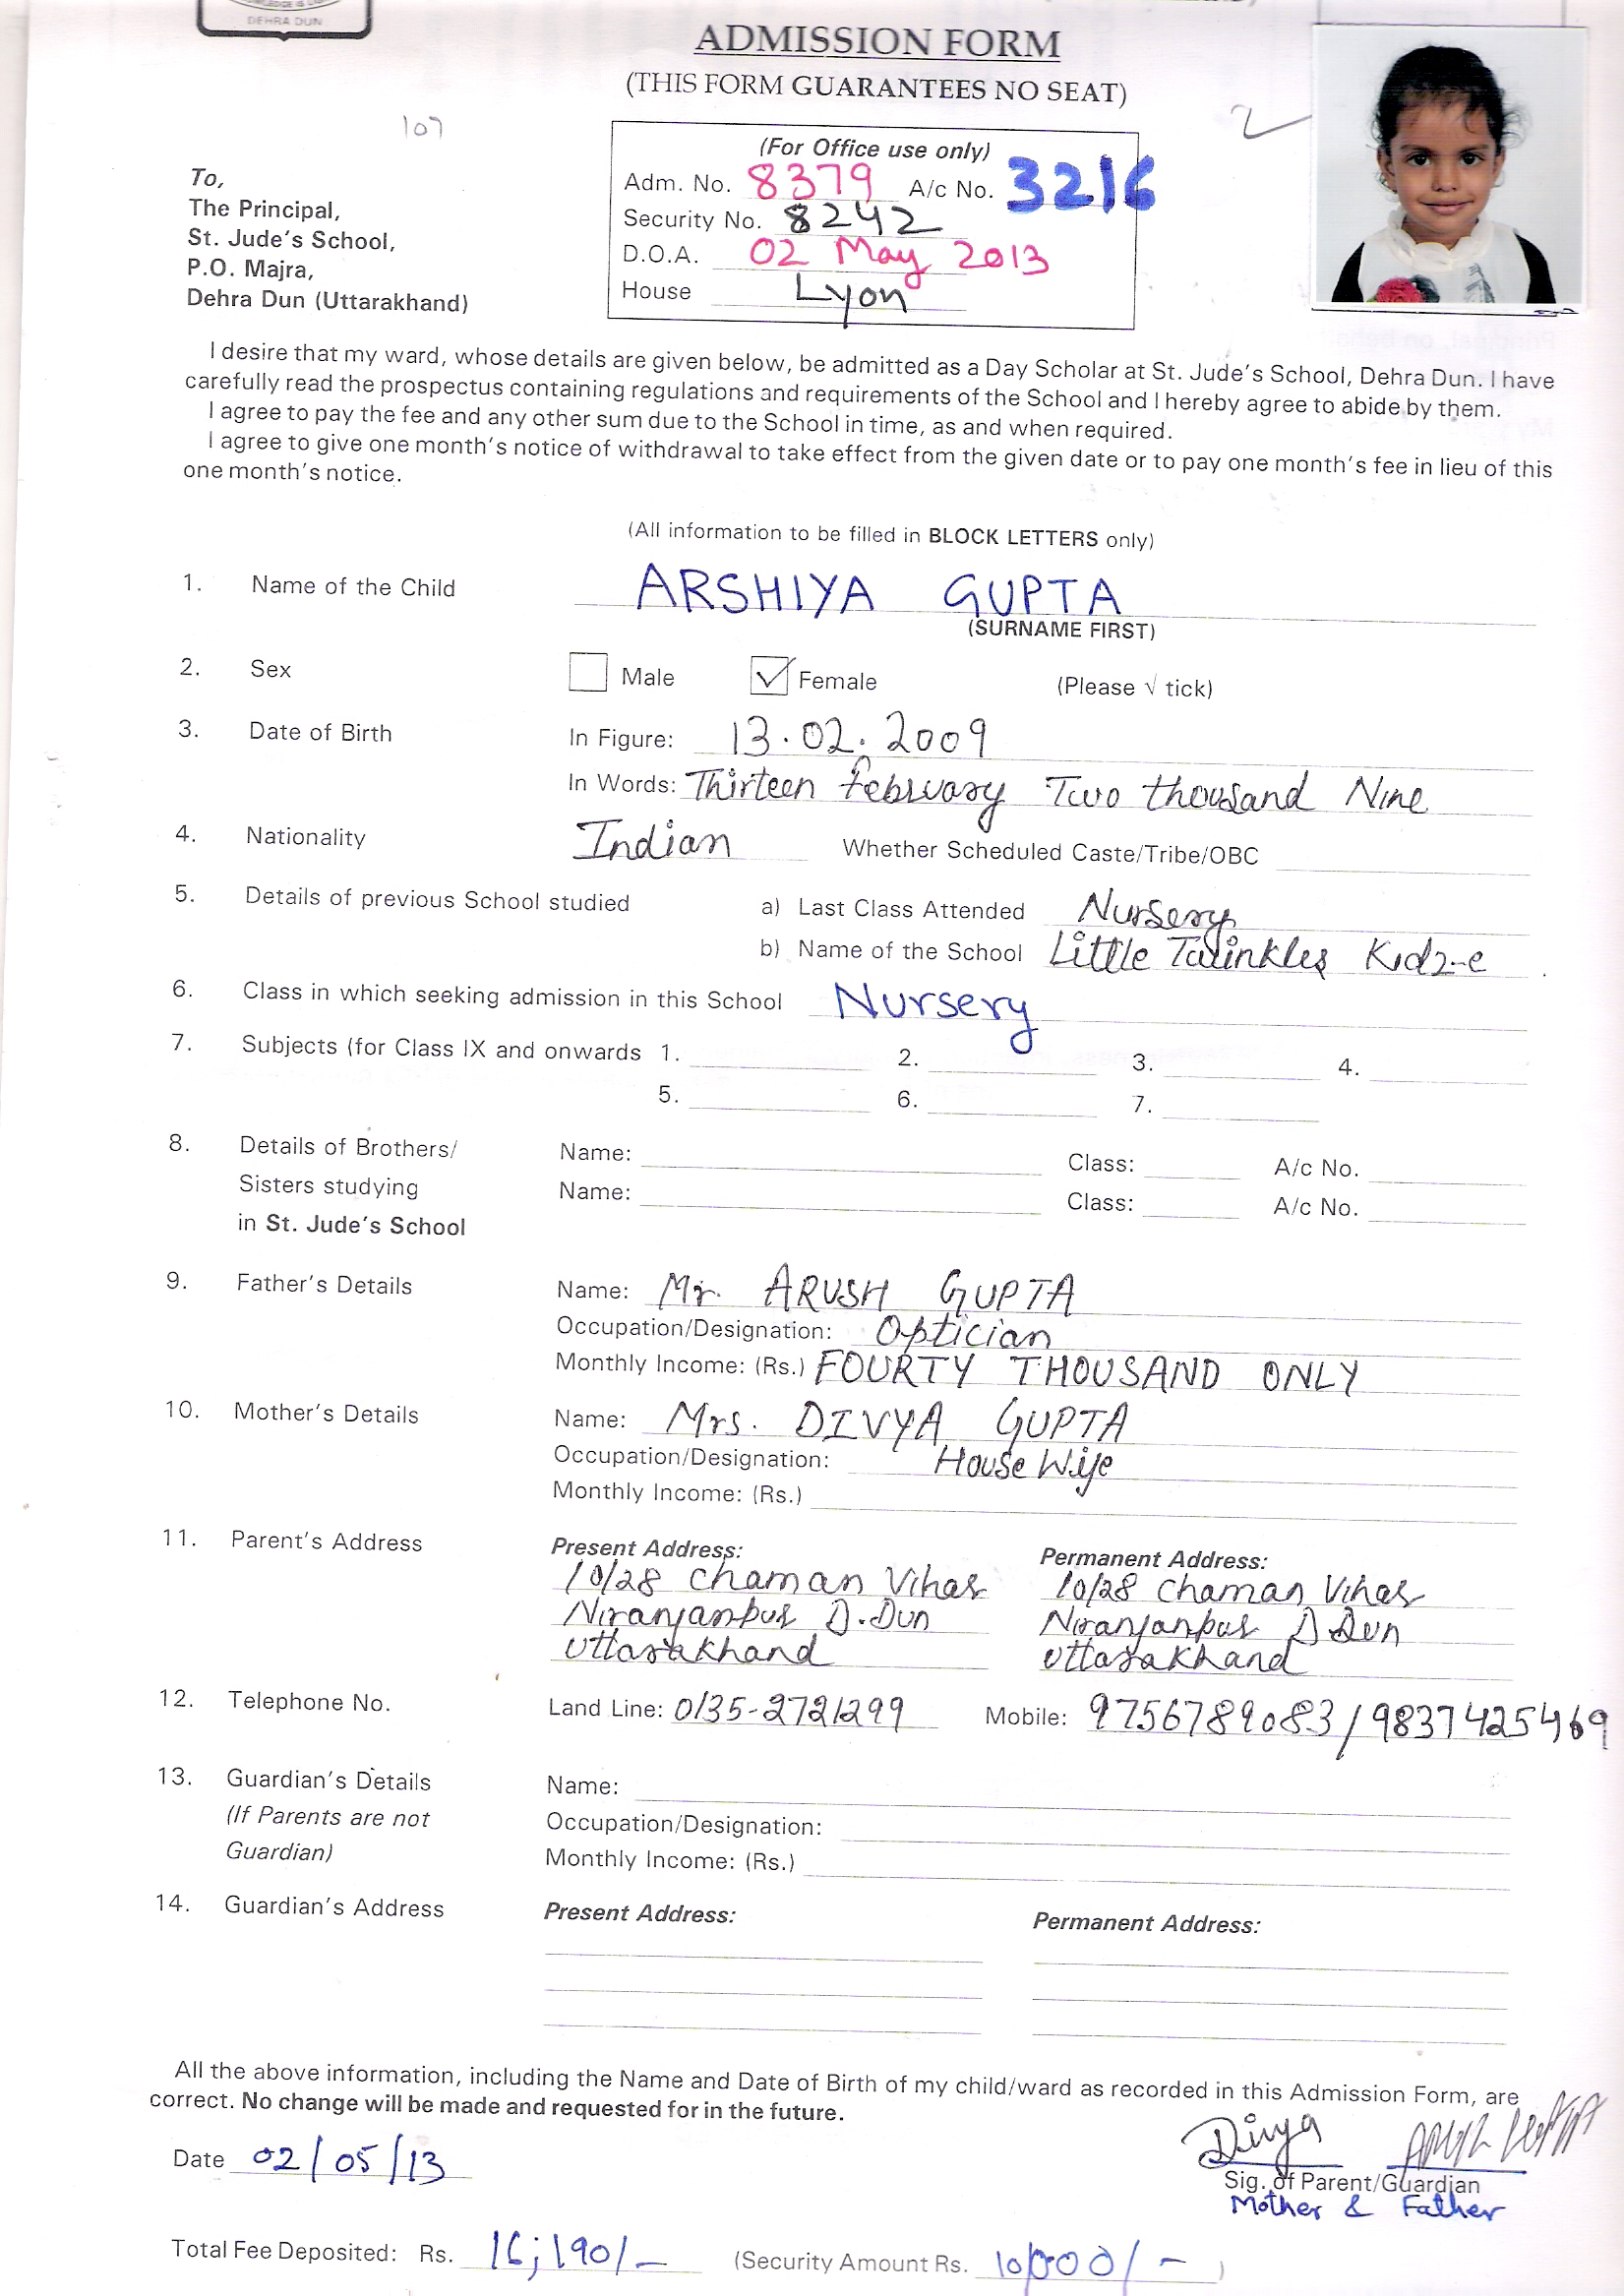 DEHRA DUN
ADMISSION FORM
(THIS FORM GUARANTEES NO SEAT)
107
2
(For Office use only)
Adm. No. 8379 A/c No. 3216
Security No. 8242
D.O.A. 02 May 2013
House Lyon
To,
The Principal,
St. Jude's School,
P.O. Majra,
Dehra Dun (Uttarakhand)
I desire that my ward, whose details are given below, be admitted as a Day Scholar at St. Jude's School, Dehra Dun. I have
carefully read the prospectus containing regulations and requirements of the School and I hereby agree to abide by them.
I agree to pay the fee and any other sum due to the School in time, as and when required.
I agree to give one month's notice of withdrawal to take effect from the given date or to pay one month's fee in lieu of this
one month's notice.
(All information to be filled in BLOCK LETTERS only)
1. Name of the Child ARSHIYA GUPTA
(SURNAME FIRST)
2. Sex Male Female (Please √ tick)
3. Date of Birth In Figure: 13.02.2009
In Words: Thirteen february Two thousand Nine
4. Nationality Indian Whether Scheduled Caste/Tribe/OBC
5. Details of previous School studied a) Last Class Attended Nursery
b) Name of the School Little Twinkles Kidz-e
6. Class in which seeking admission in this School Nursery
7. Subjects (for Class IX and onwards 1. 2. 3. 4.
5. 6. 7.
8. Details of Brothers/ Name: Class: A/c No.
Sisters studying Name: Class: A/c No.
in St. Jude's School
9. Father's Details Name: Mr. ARUSH GUPTA
Occupation/Designation: Optician
Monthly Income: (Rs.) FOURTY THOUSAND ONLY
10. Mother's Details Name: Mrs. DIVYA GUPTA
Occupation/Designation: House Wife
Monthly Income: (Rs.)
11. Parent's Address Present Address: Permanent Address:
10/28 Chaman Vihar 10/28 Chaman Vihar
Niranjanpur D.Dun Niranjanpur D Dun
Uttarakhand Uttarakhand
12. Telephone No. Land Line: 0135-2721299 Mobile: 9756789083/9837425469
13. Guardian's Details Name:
(If Parents are not Occupation/Designation:
Guardian) Monthly Income: (Rs.)
14. Guardian's Address Present Address: Permanent Address:
All the above information, including the Name and Date of Birth of my child/ward as recorded in this Admission Form, are
correct. No change will be made and requested for in the future.
Divya
Date 02/05/13
Sig. of Parent/Guardian
Mother & Father
Total Fee Deposited: Rs. 16,190/- (Security Amount Rs. 10,000/-)